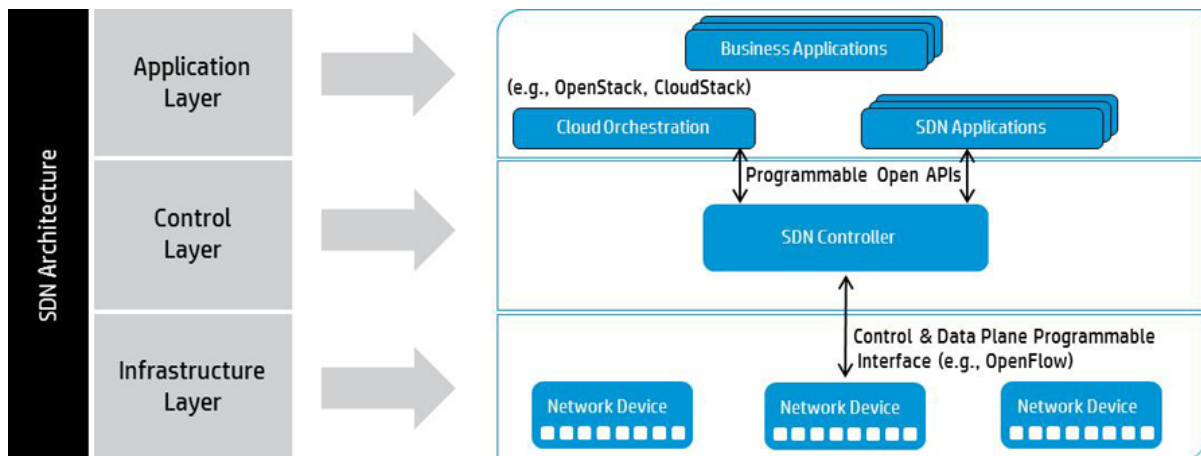 SDN Architecture
Application
Layer
Business Applications
(e.g., OpenStack, CloudStack)
Cloud Orchestration
SDN Applications
Programmable Open APIs
Control
Layer
SDN Controller
Control & Data Plane Programmable
Interface (e.g., OpenFlow)
Infrastructure
Layer
Network Device
Network Device
Network Device